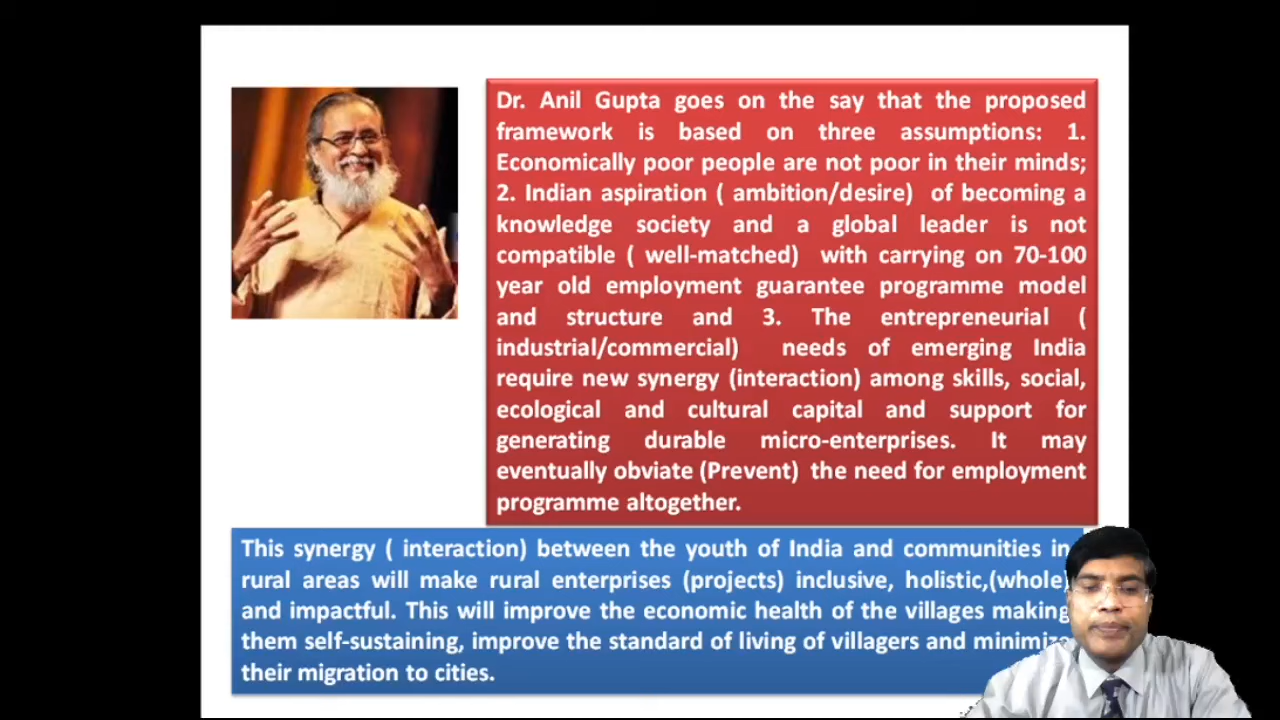 Dr. Anil Gupta goes on the say that the proposed
framework is based on three assumptions: 1.
Economically poor people are not poor in their minds;
2. Indian aspiration ( ambition/desire) of becoming a
knowledge society and a global leader is not
compatible ( well-matched) with carrying on 70-100
year old employment guarantee programme model
and structure and 3. The entrepreneurial (
industrial/commercial) needs of emerging India
require new synergy (interaction) among skills, social,
ecological and cultural capital and support for
generating durable micro-enterprises. It may
eventually obviate (Prevent) the need for employment
programme altogether.
This synergy ( interaction) between the youth of India and communities in
rural areas will make rural enterprises (projects) inclusive, holistic,(whole)
and impactful. This will improve the economic health of the villages making
them self-sustaining, improve the standard of living of villagers and minimize
their migration to cities.